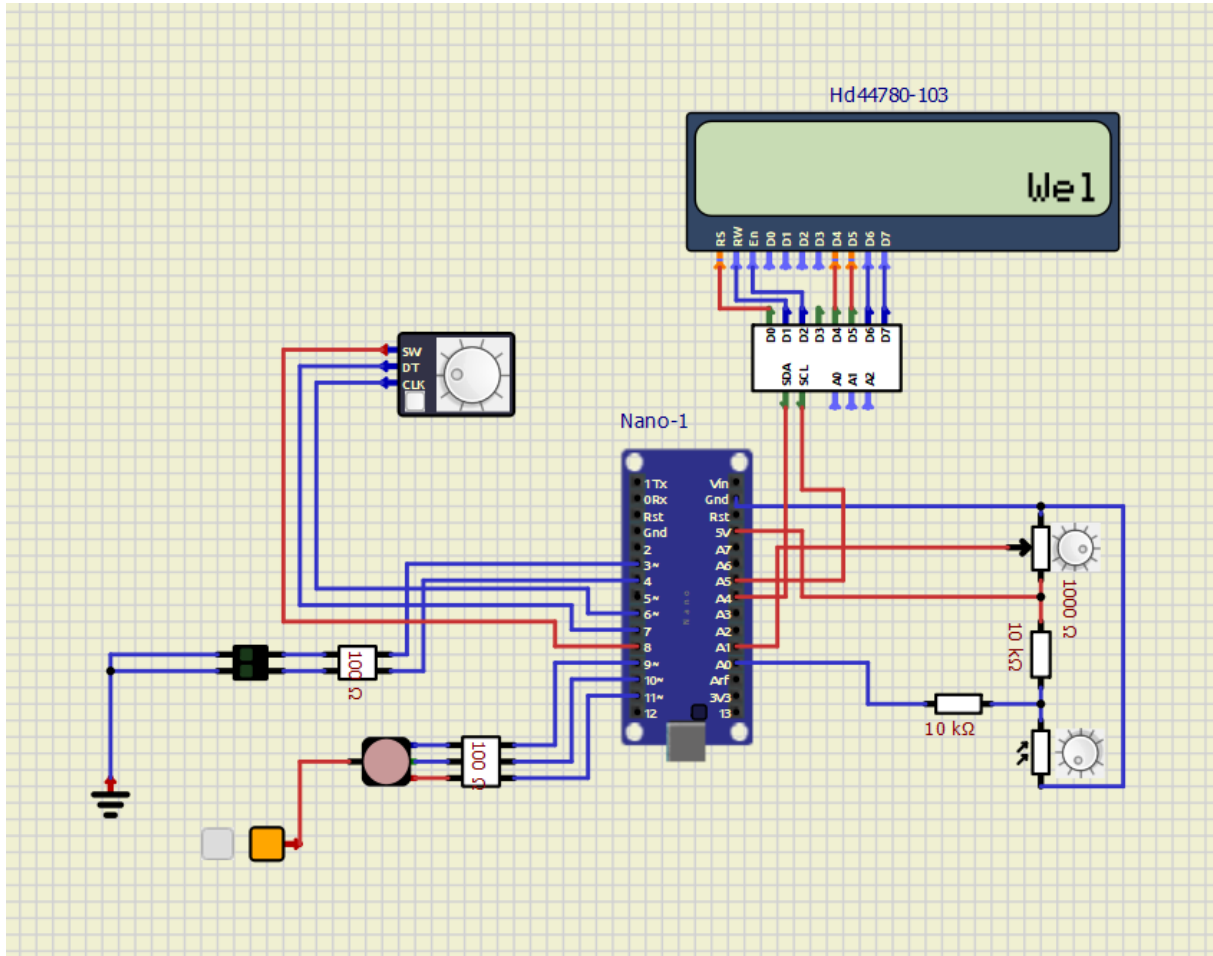 Hd44780-103
Wel
RS RW En D0 D1 D2 D3 D4 D5 D6 D7
D0 D1 D2 D3 D4 D5 D6 D7
SDA SCL A0 A1 A2
SW
DT
CLK
Nano-1
1Tx Vin
0Rx Gnd
Rst Rst
Gnd 5V
2 A7
3~ A6
4 A5
5~ A4
6~ A3
7 A2
8 A1
9~ A0
10~ Arf
11~ 3V3
12 13
Nano
1000 Ω
10 kΩ
10 kΩ
100 Ω
100 Ω